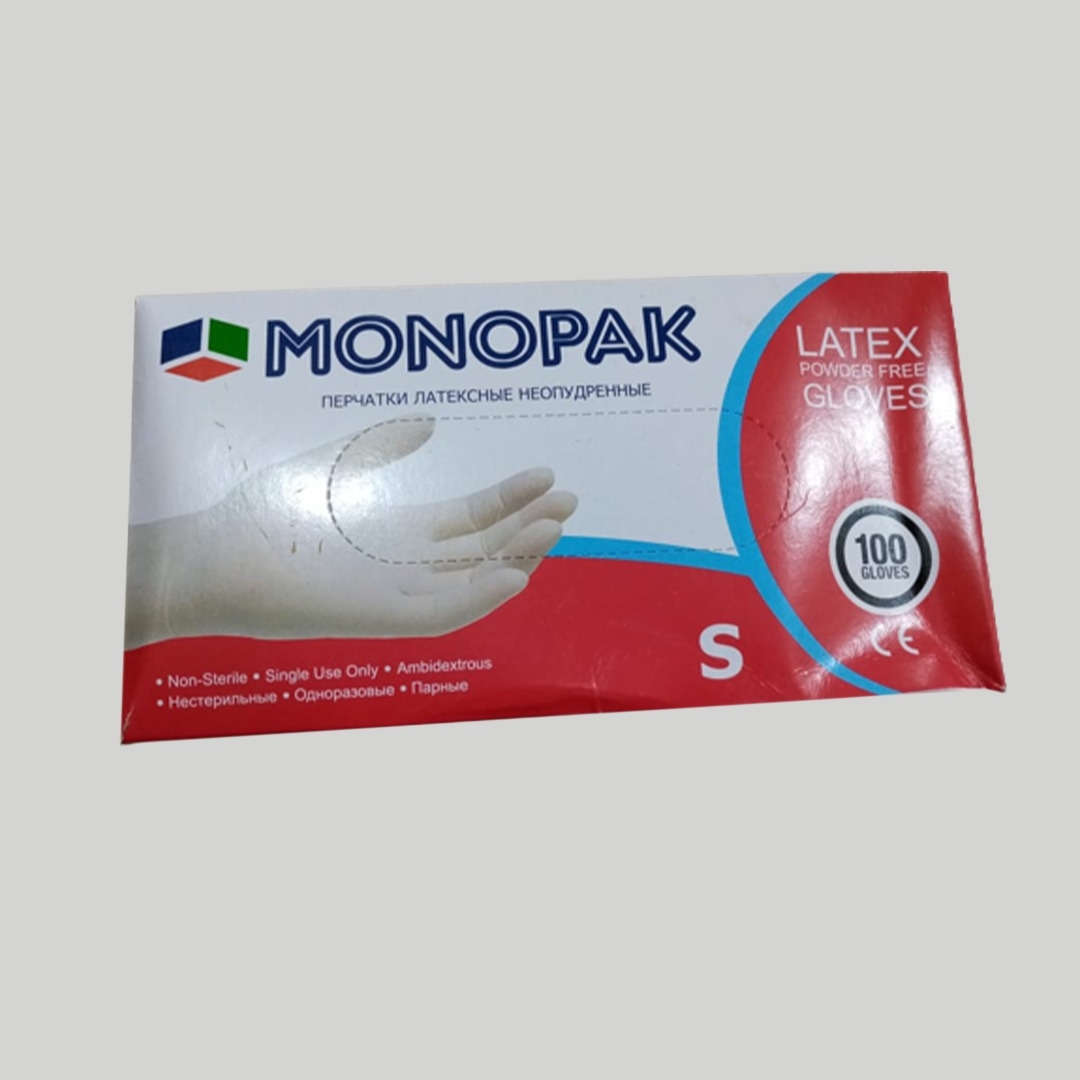 MONOPAK
ПЕРЧАТКИ ЛАТЕКСНЫЕ НЕОПУДРЕННЫЕ
LATEX
POWDER FREE
GLOVES
100
GLOVES
CE
S
• Non-Sterile • Single Use Only • Ambidextrous
• Нестерильные • Одноразовые • Парные